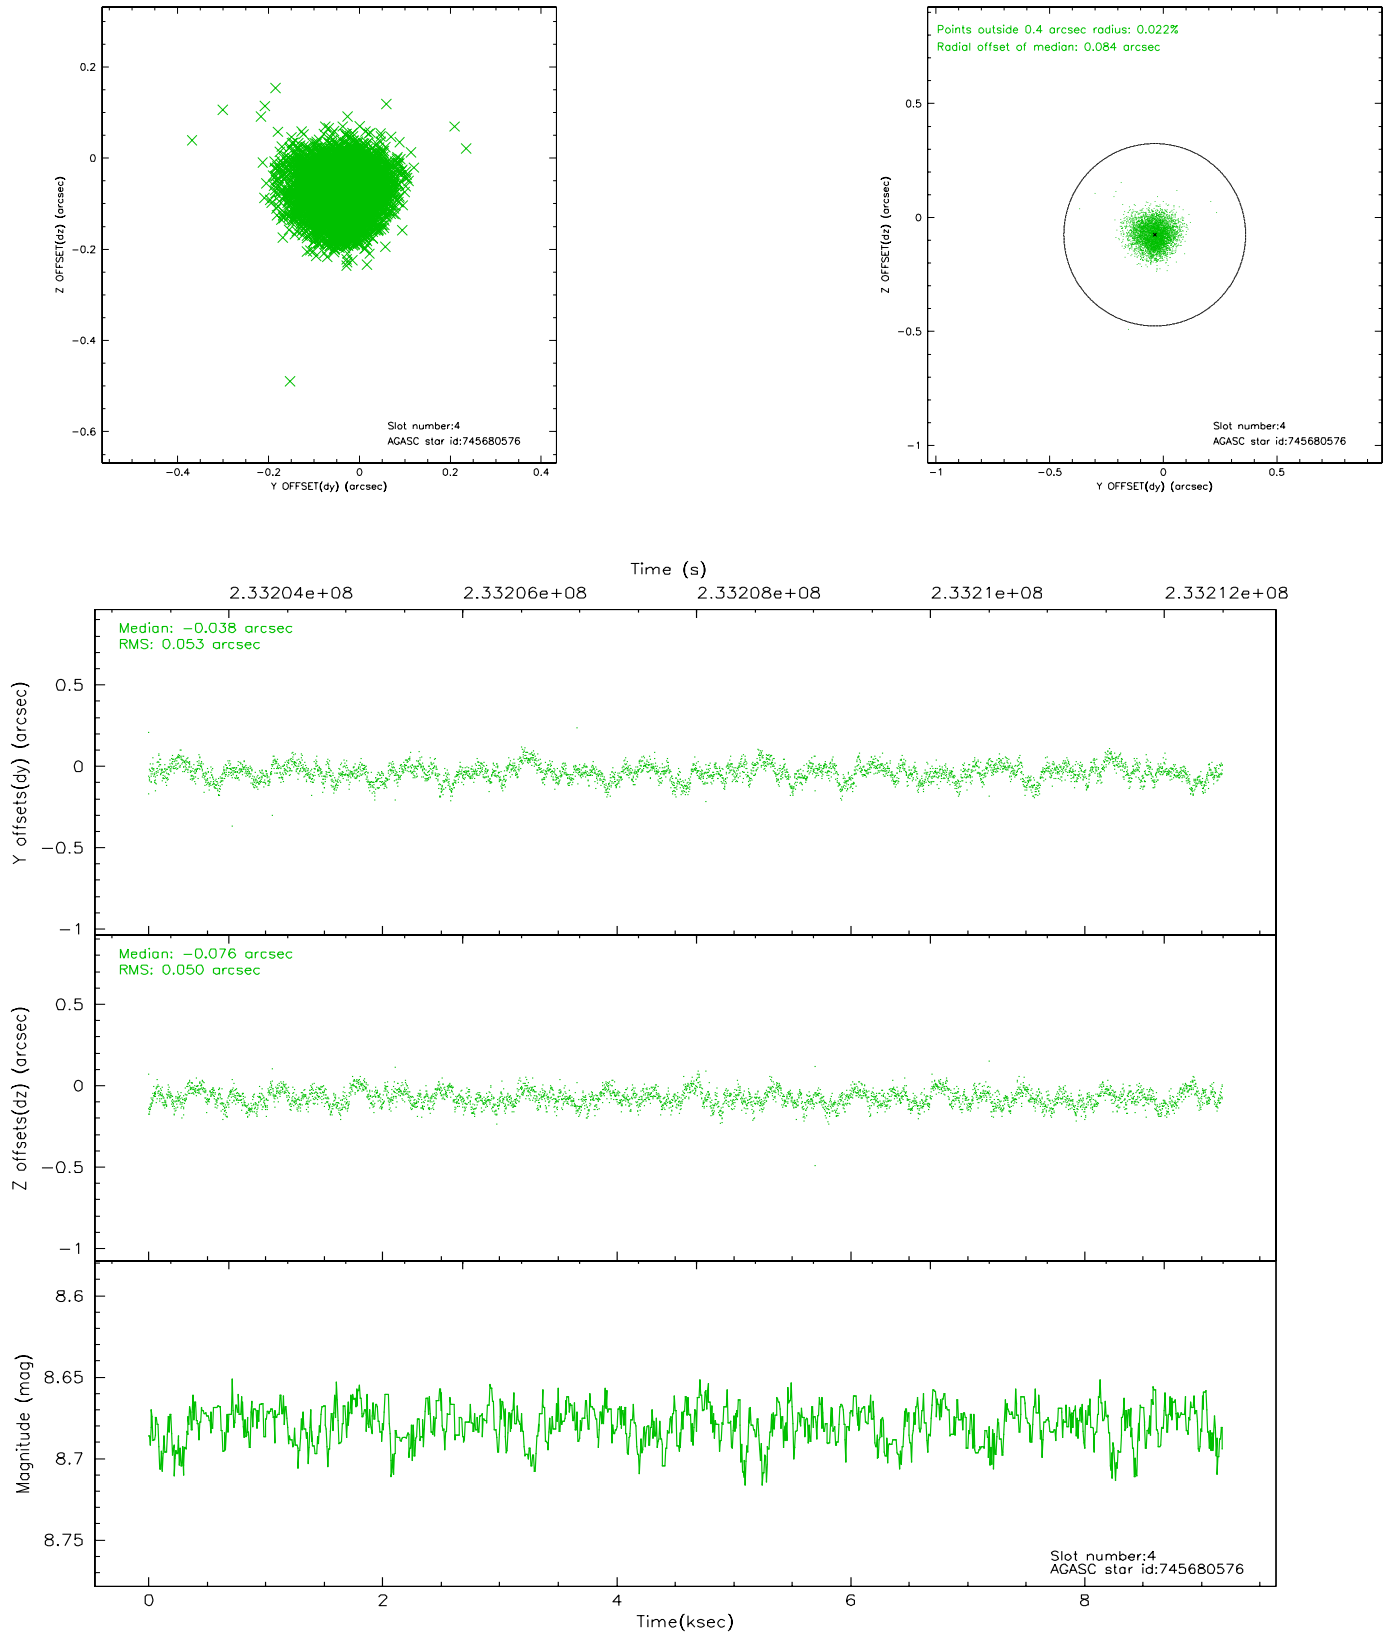 0.2
0
−0.2
−0.4
−0.6
Z OFFSET(dz) (arcsec)
Slot number:4
AGASC star id:745680576
−0.4 −0.2 0 0.2 0.4
Y OFFSET(dy) (arcsec)
Points outside 0.4 arcsec radius: 0.022%
Radial offset of median: 0.084 arcsec
0.5
0
−0.5
−1
Z OFFSET(dz) (arcsec)
Slot number:4
AGASC star id:745680576
−1 −0.5 0 0.5
Y OFFSET(dy) (arcsec)
Time (s)
2.33204e+08 2.33206e+08 2.33208e+08 2.3321e+08 2.33212e+08
Median: −0.038 arcsec
RMS: 0.053 arcsec
0.5
0
−0.5
−1
Y offsets(dy) (arcsec)
Median: −0.076 arcsec
RMS: 0.050 arcsec
0.5
0
−0.5
−1
Z offsets(dz) (arcsec)
8.6
8.65
8.7
8.75
Magnitude (mag)
Slot number:4
AGASC star id:745680576
0 2 4 6 8
Time(ksec)